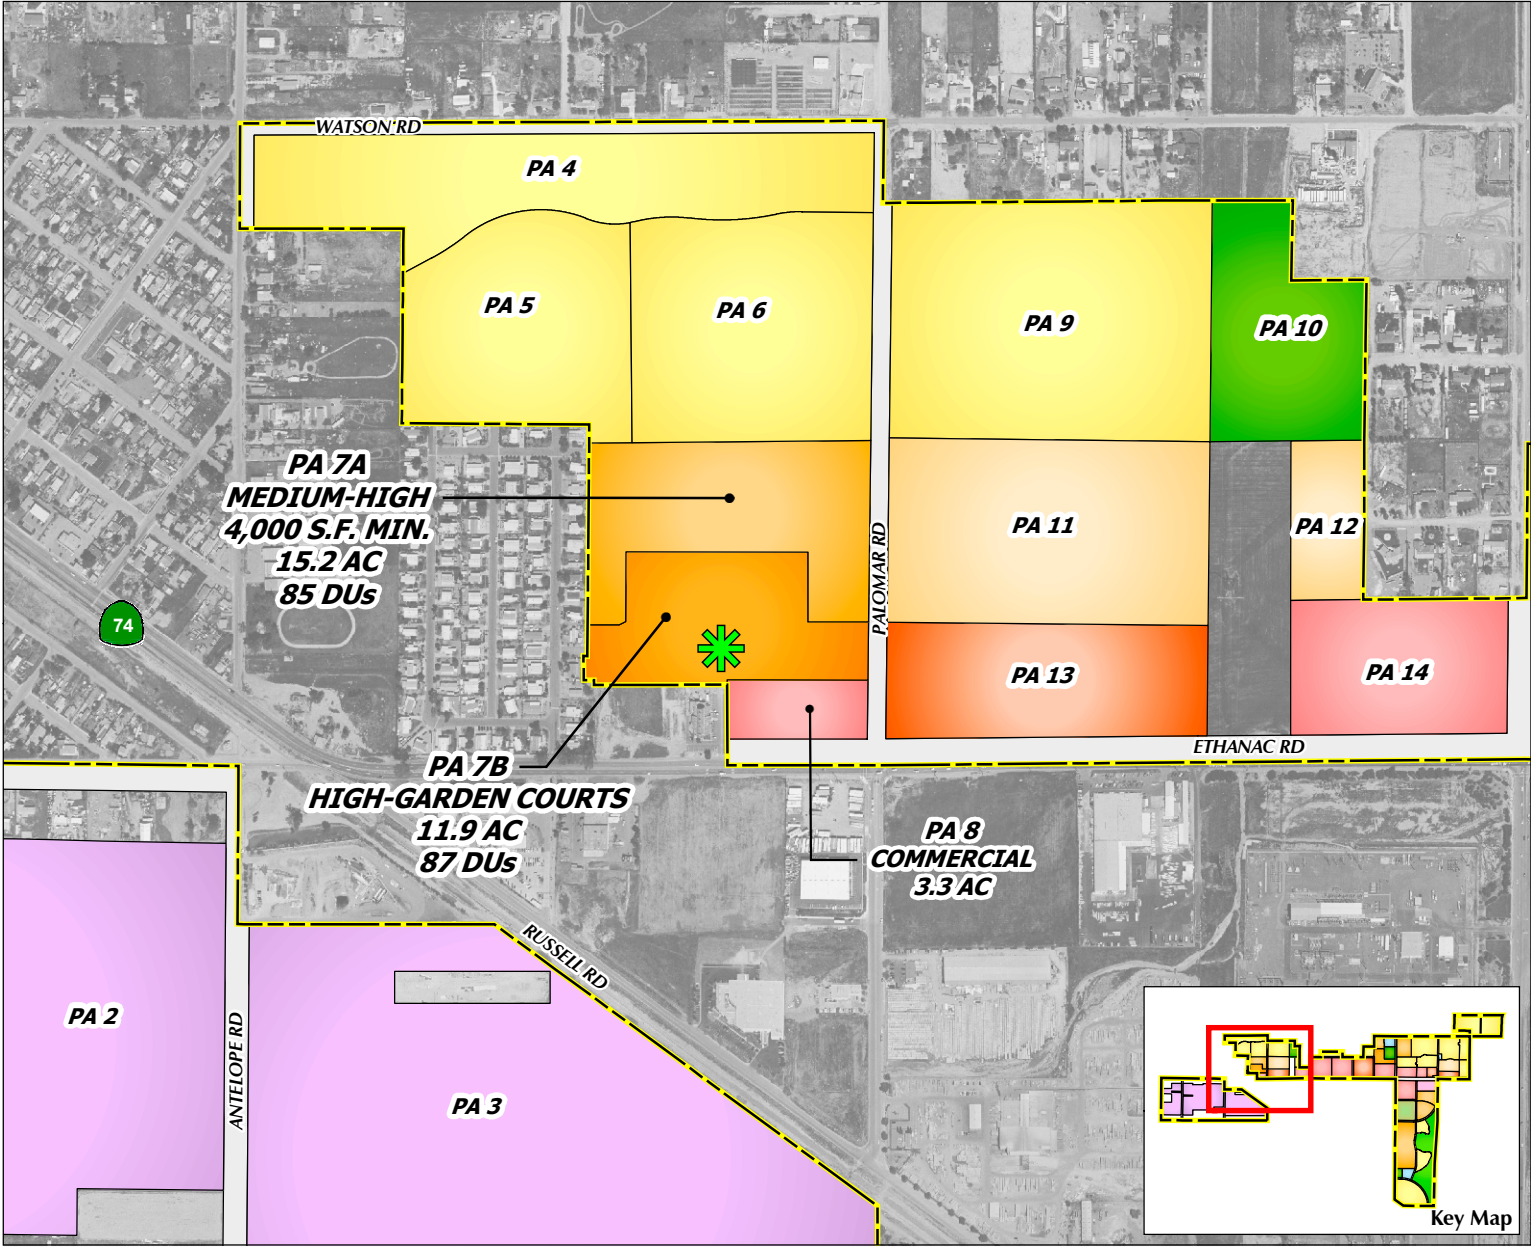 WATSON RD
PA 4
PA 5
PA 6
PA 9
PA 10
PA 7A
MEDIUM-HIGH
4,000 S.F. MIN.
15.2 AC
85 DUs
PALOMAR RD
PA 11
PA 12
74
PA 13
PA 14
ETHANAC RD
PA 7B
HIGH-GARDEN COURTS
11.9 AC
87 DUs
PA 8
COMMERCIAL
3.3 AC
RUSSELL RD
PA 2
ANTELOPE RD
PA 3
Key Map